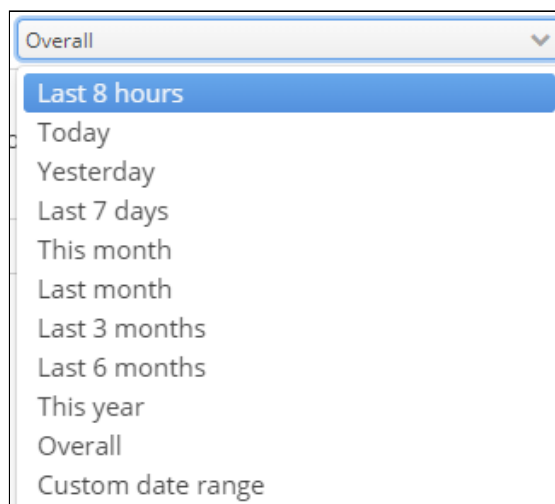 Overall
Last 8 hours
Today
Yesterday
Last 7 days
This month
Last month
Last 3 months
Last 6 months
This year
Overall
Custom date range